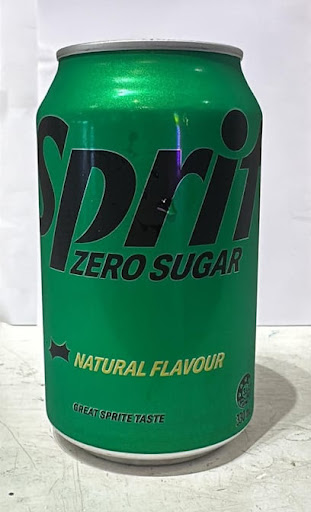 Sprit
ZERO SUGAR
NATURAL FLAVOUR
GREAT SPRITE TASTE